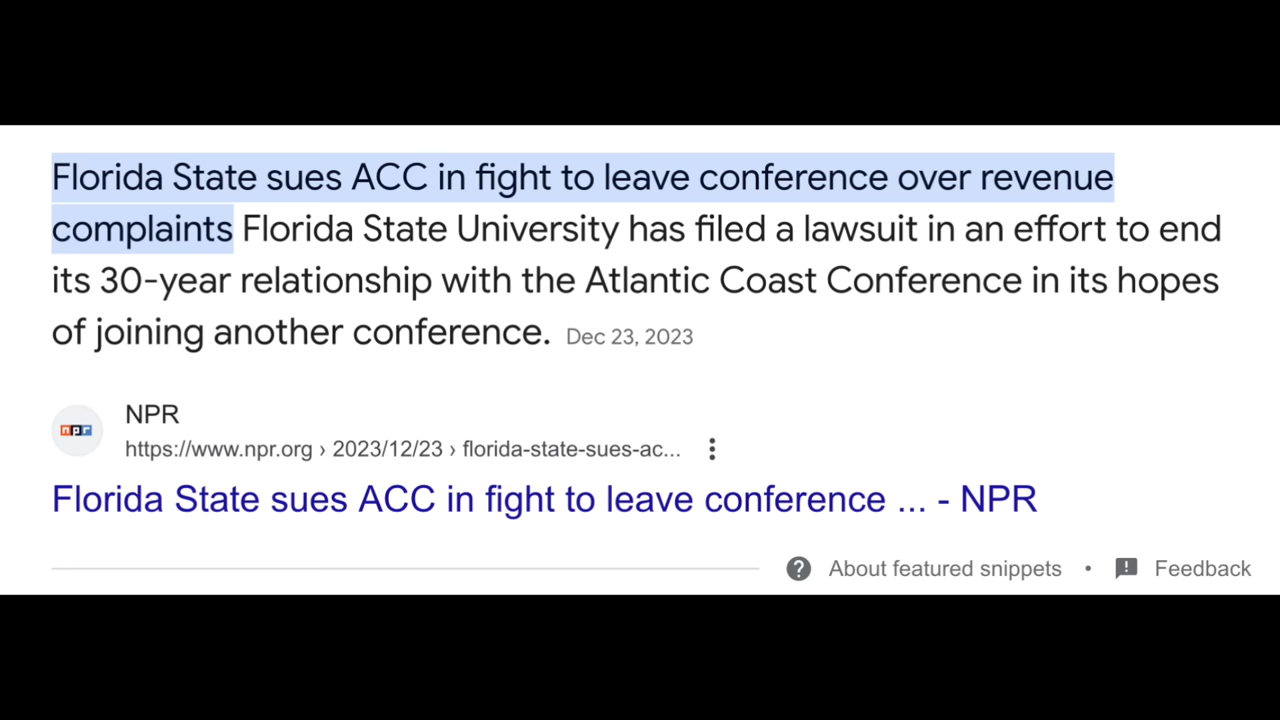 Florida State sues ACC in fight to leave conference over revenue
complaints Florida State University has filed a lawsuit in an effort to end
its 30-year relationship with the Atlantic Coast Conference in its hopes
of joining another conference. Dec 23, 2023
npr
NPR
https://www.npr.org › 2023/12/23 › florida-state-sues-ac...
Florida State sues ACC in fight to leave conference ... - NPR
About featured snippets • Feedback